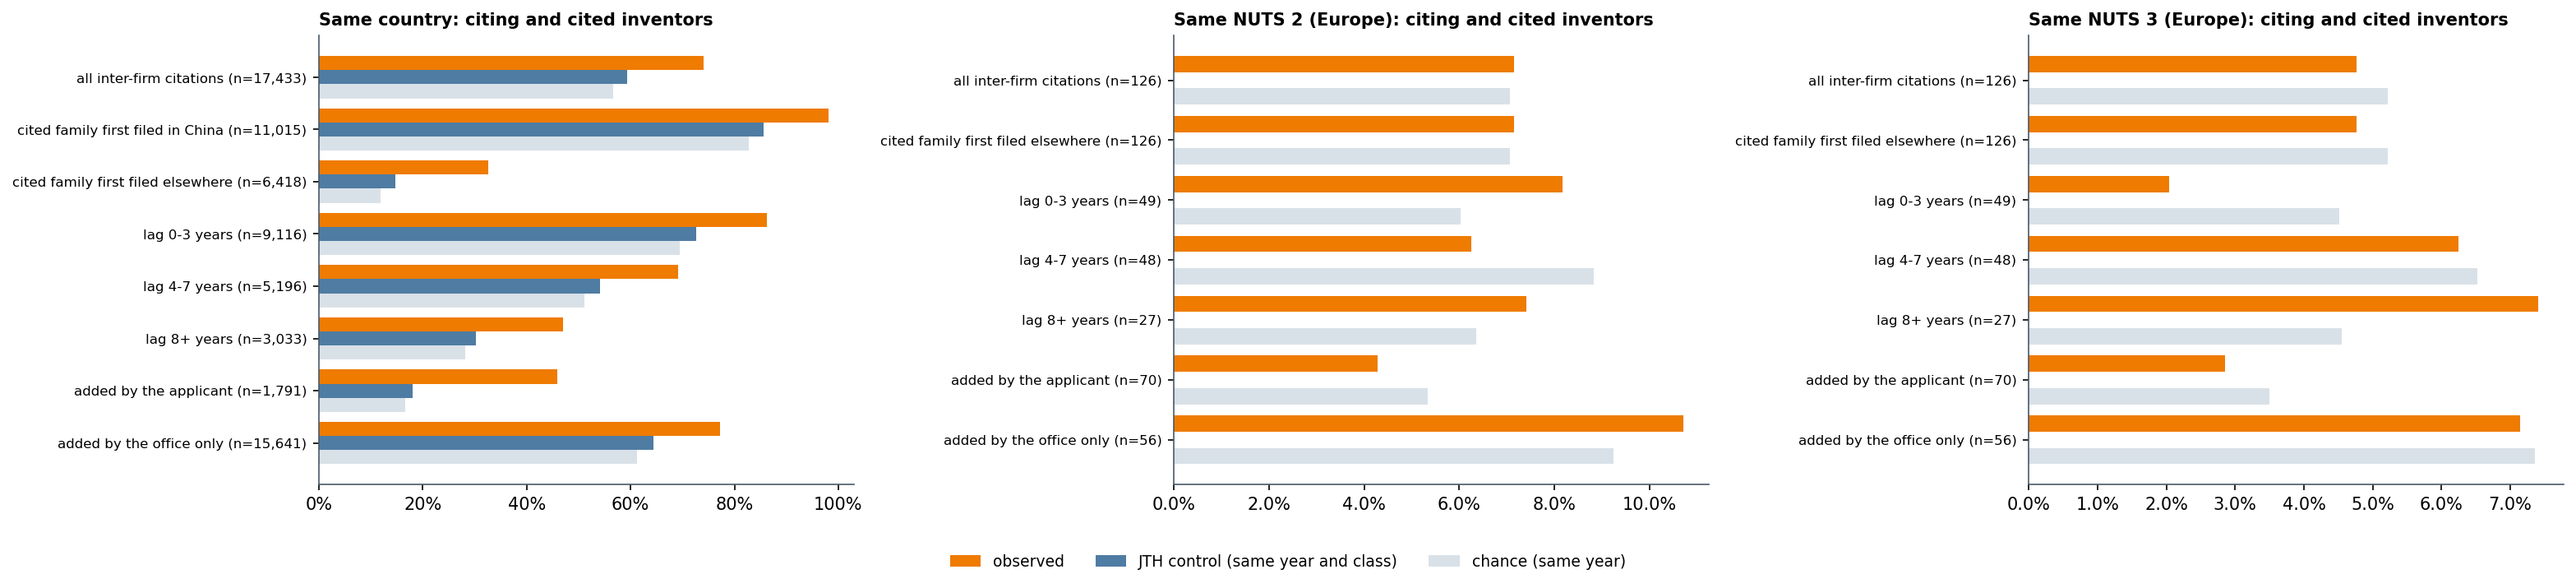 Same country: citing and cited inventors
all inter-firm citations (n=17,433)
cited family first filed in China (n=11,015)
cited family first filed elsewhere (n=6,418)
lag 0-3 years (n=9,116)
lag 4-7 years (n=5,196)
lag 8+ years (n=3,033)
added by the applicant (n=1,791)
added by the office only (n=15,641)
0% 20% 40% 60% 80% 100%
Same NUTS 2 (Europe): citing and cited inventors
all inter-firm citations (n=126)
cited family first filed elsewhere (n=126)
lag 0-3 years (n=49)
lag 4-7 years (n=48)
lag 8+ years (n=27)
added by the applicant (n=70)
added by the office only (n=56)
0.0% 2.0% 4.0% 6.0% 8.0% 10.0%
Same NUTS 3 (Europe): citing and cited inventors
all inter-firm citations (n=126)
cited family first filed elsewhere (n=126)
lag 0-3 years (n=49)
lag 4-7 years (n=48)
lag 8+ years (n=27)
added by the applicant (n=70)
added by the office only (n=56)
0.0% 1.0% 2.0% 3.0% 4.0% 5.0% 6.0% 7.0%
observed JTH control (same year and class) chance (same year)